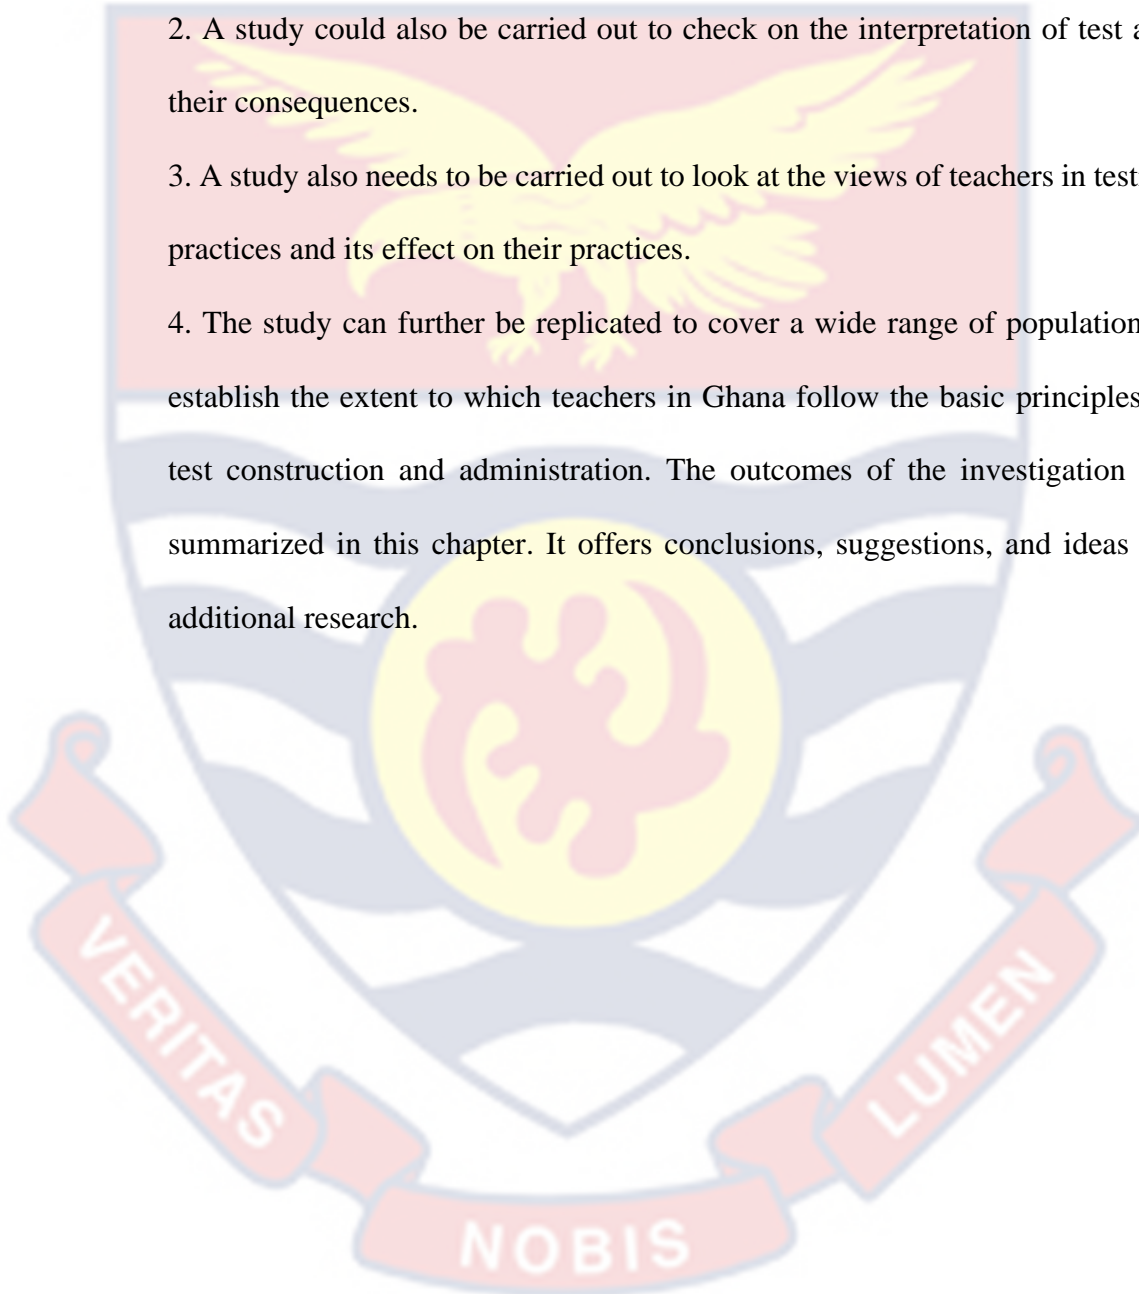 2. A study could also be carried out to check on the interpretation of test a
their consequences.
3. A study also needs to be carried out to look at the views of teachers in test
practices and its effect on their practices.
4. The study can further be replicated to cover a wide range of population
establish the extent to which teachers in Ghana follow the basic principles
test construction and administration. The outcomes of the investigation
summarized in this chapter. It offers conclusions, suggestions, and ideas
additional research.
VERITAS
NOBIS
LUMEN